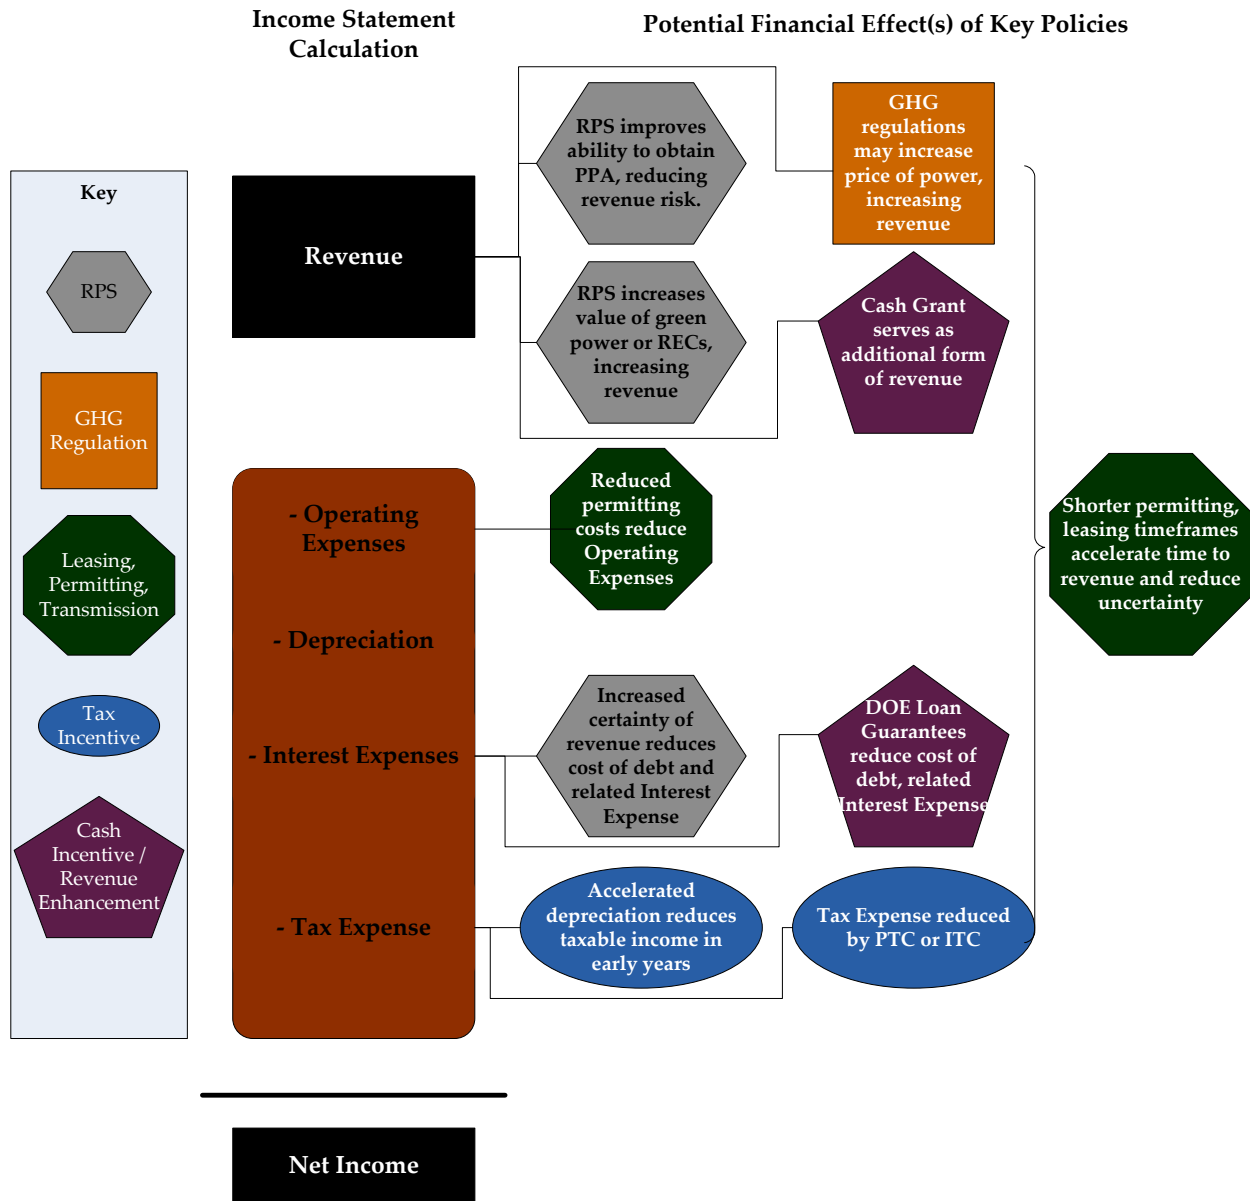 Income Statement
Calculation
Potential Financial Effect(s) of Key Policies
Key
RPS
GHG
Regulation
Leasing,
Permitting,
Transmission
Tax
Incentive
Cash
Incentive /
Revenue
Enhancement
Revenue
RPS improves
ability to obtain
PPA, reducing
revenue risk.
GHG
regulations
may increase
price of power,
increasing
revenue
RPS increases
value of green
power or RECs,
increasing
revenue
Cash Grant
serves as
additional form
of revenue
- Operating
Expenses
Reduced
permitting
costs reduce
Operating
Expenses
Shorter permitting,
leasing timeframes
accelerate time to
revenue and reduce
uncertainty
- Depreciation
- Interest Expenses
Increased
certainty of
revenue reduces
cost of debt and
related Interest
Expense
DOE Loan
Guarantees
reduce cost of
debt, related
Interest Expense
- Tax Expense
Accelerated
depreciation reduces
taxable income in
early years
Tax Expense reduced
by PTC or ITC
Net Income